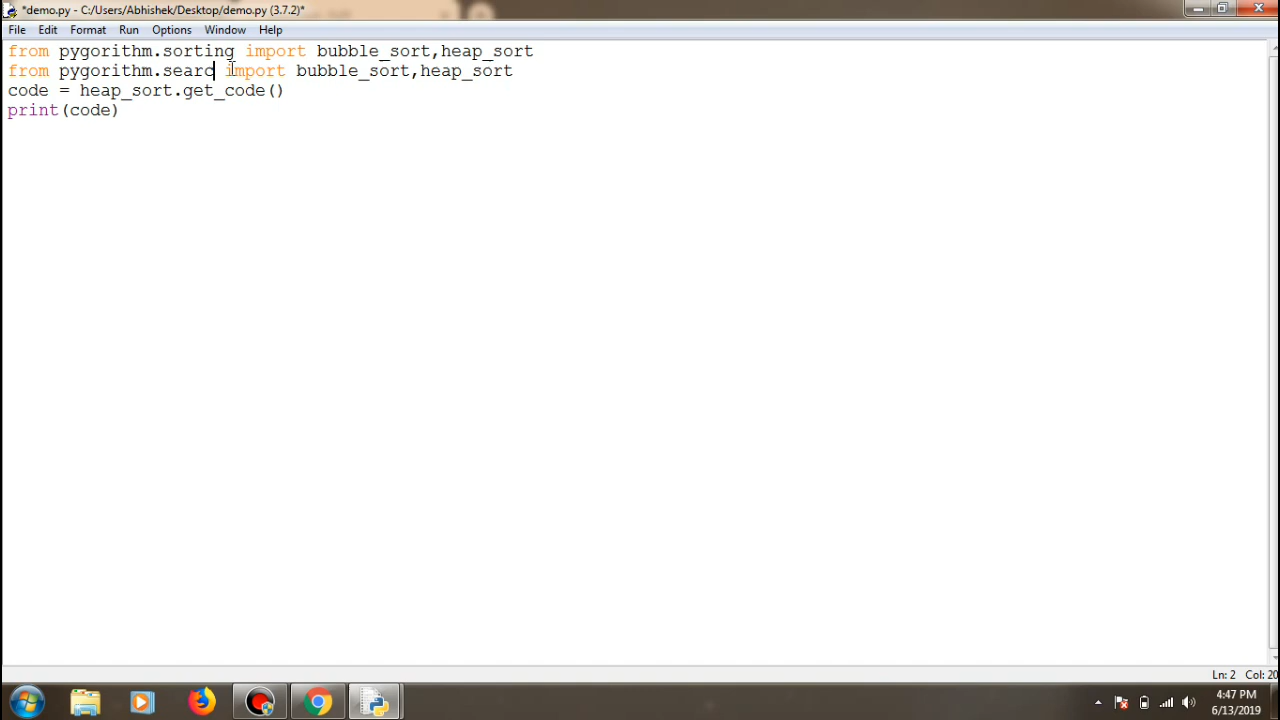 *demo.py - C:/Users/Abhishek/Desktop/demo.py (3.7.2)*
File Edit Format Run Options Window Help
from pygorithm.sorting import bubble_sort,heap_sort
from pygorithm.searc import bubble_sort,heap_sort
code = heap_sort.get_code()
print(code)
Ln: 2 Col: 20
4:47 PM
6/13/2019